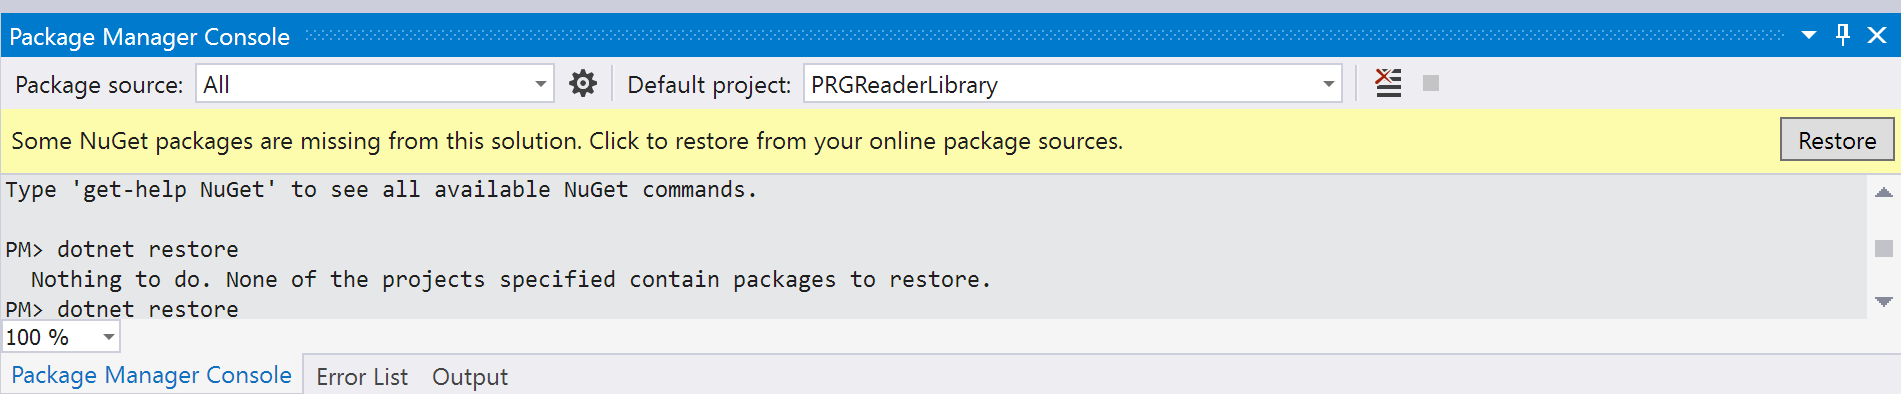 Package Manager Console
Package source: All Default project: PRGReaderLibrary
Some NuGet packages are missing from this solution. Click to restore from your online package sources. Restore
Type 'get-help NuGet' to see all available NuGet commands.
PM> dotnet restore
Nothing to do. None of the projects specified contain packages to restore.
PM> dotnet restore
100 %
Package Manager Console Error List Output